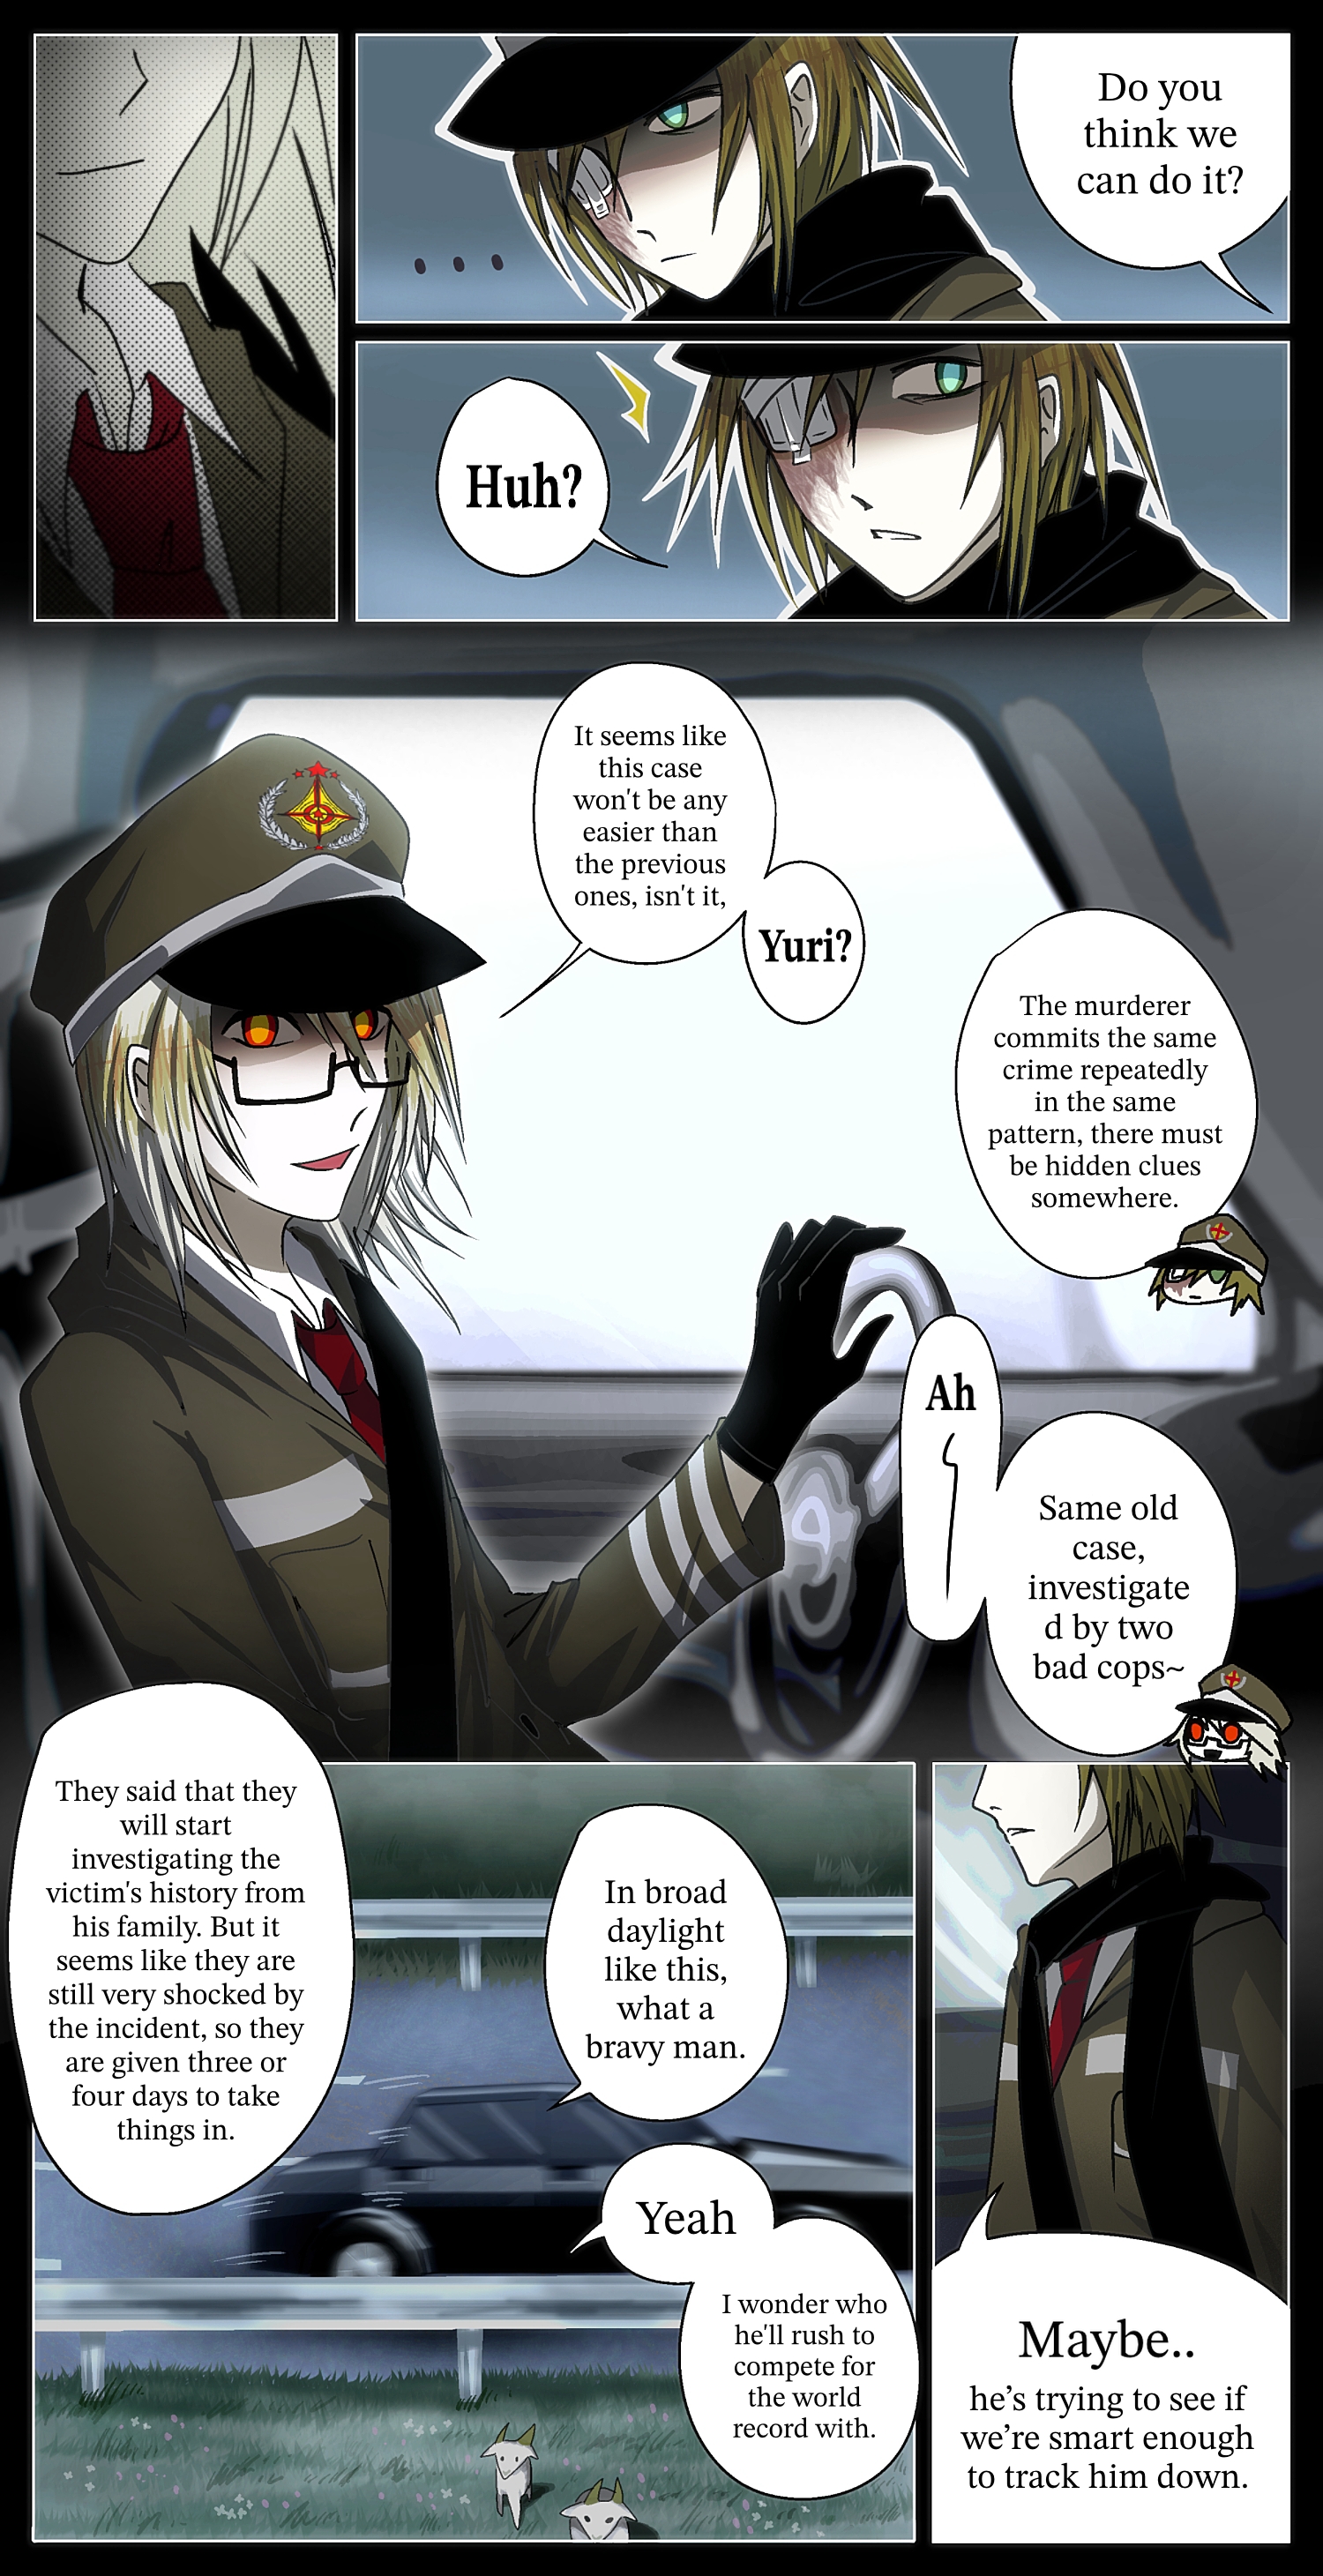 Do you
think we
can do it?
...
Huh?
It seems like
this case
won't be any
easier than
the previous
ones, isn't it,
Yuri?
The murderer
commits the same
crime repeatedly
in the same
pattern, there must
be hidden clues
somewhere.
Ah
Same old
case,
investigate
d by two
bad cops~
They said that they
will start
investigating the
victim's history from
his family. But it
seems like they are
still very shocked by
the incident, so they
are given three or
four days to take
things in.
In broad
daylight
like this,
what a
bravy man.
Yeah
I wonder who
he'll rush to
compete for
the world
record with.
Maybe..
he’s trying to see if
we’re smart enough
to track him down.